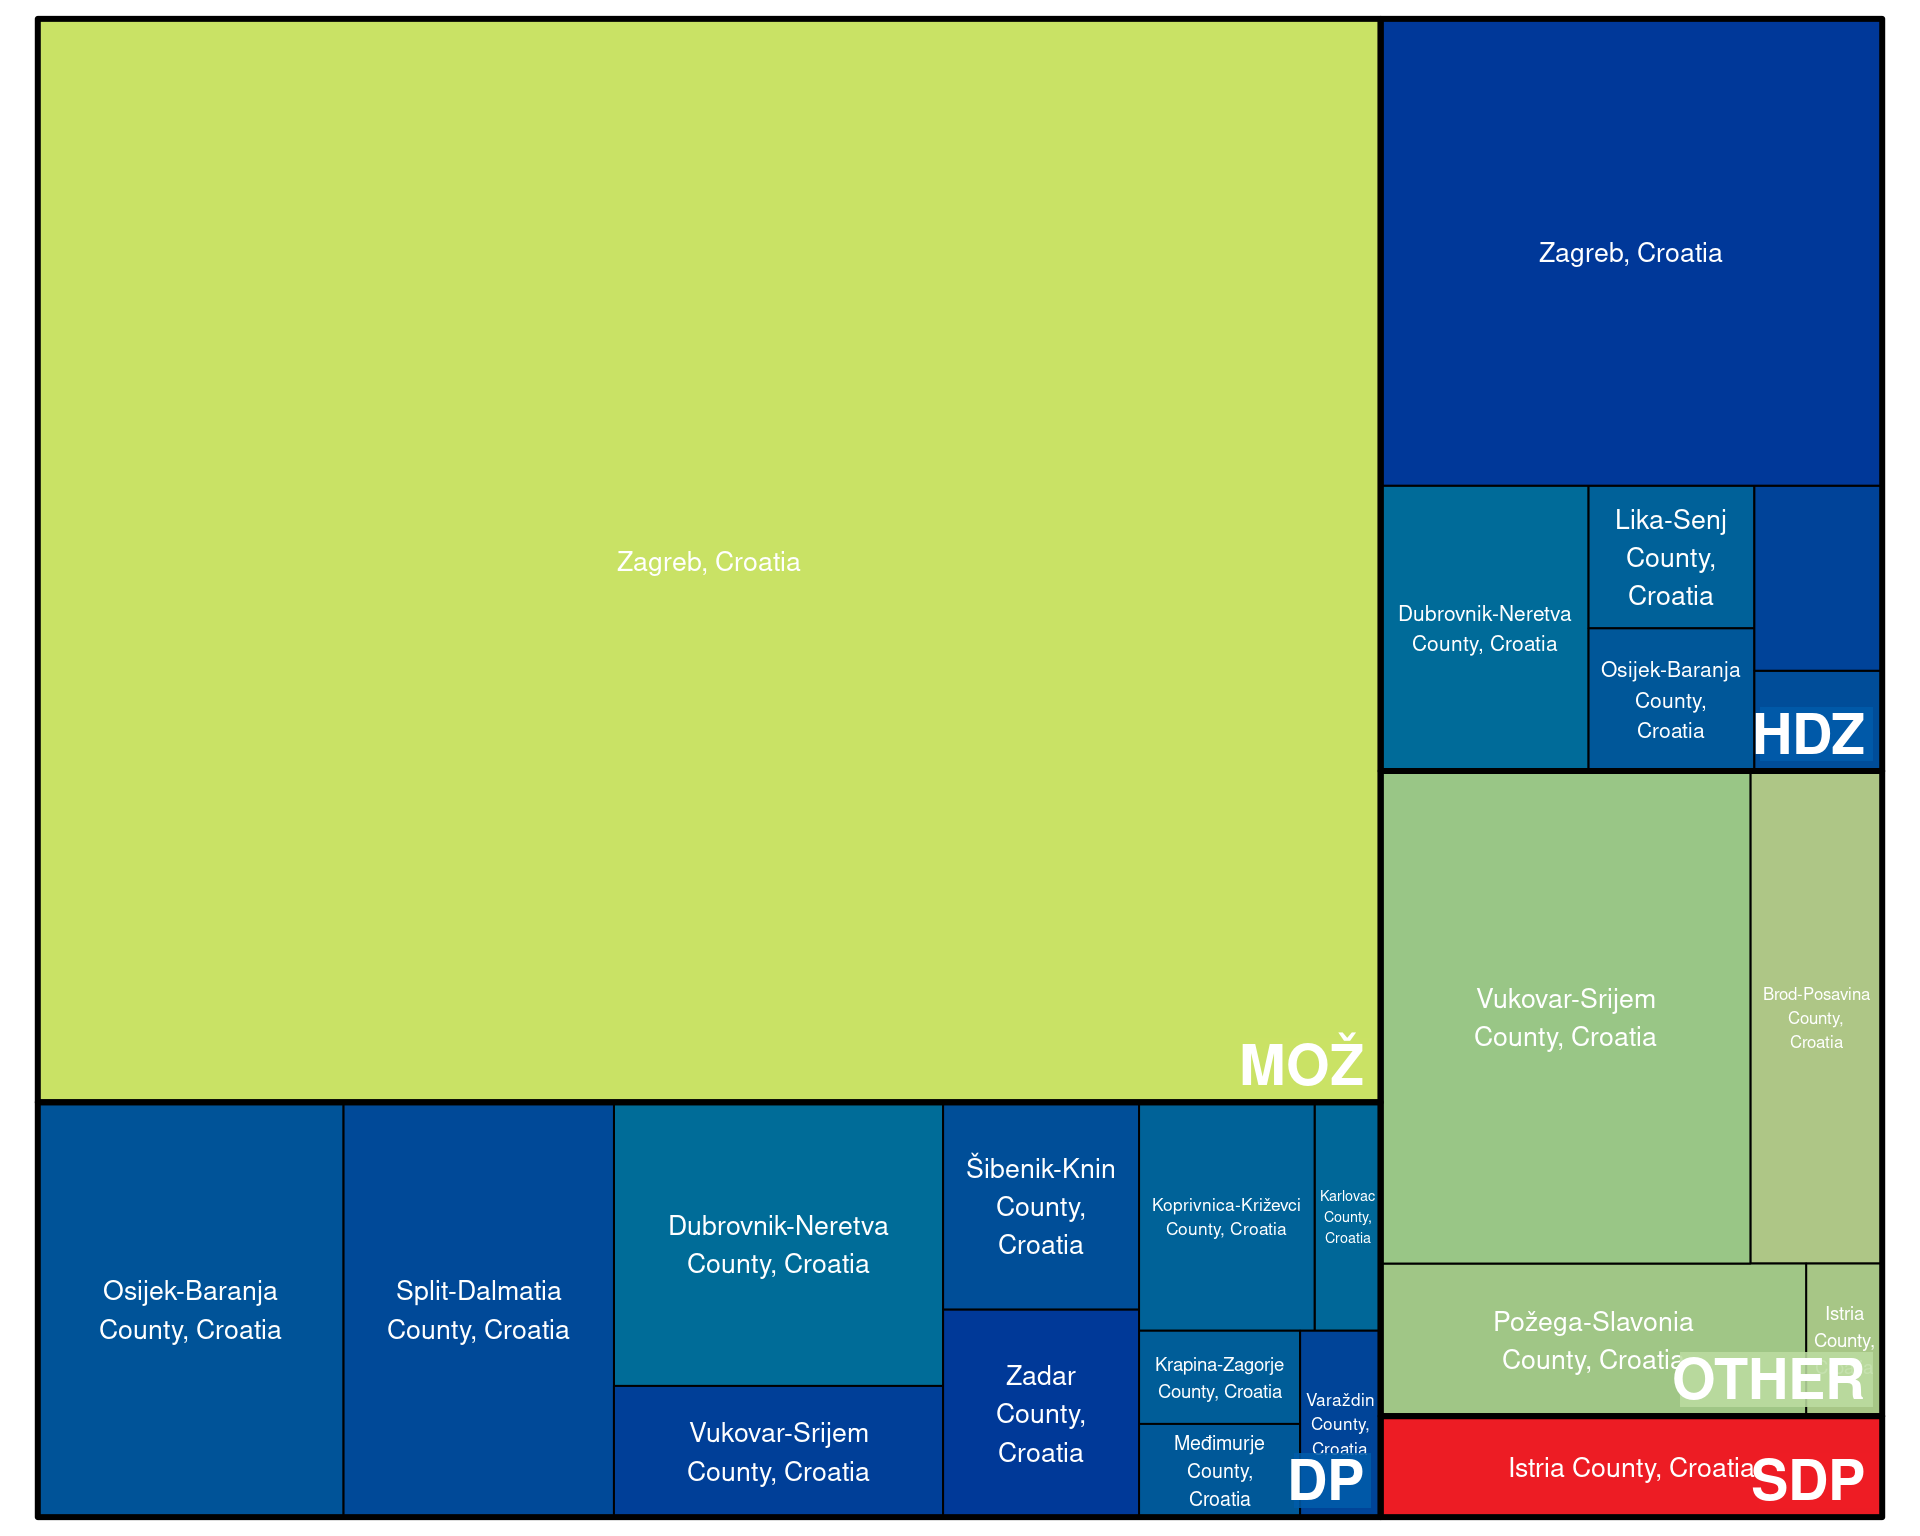 Zagreb, Croatia
MOŽ
Zagreb, Croatia
Dubrovnik-Neretva
County, Croatia
Lika-Senj
County,
Croatia
Osijek-Baranja
County,
Croatia
HDZ
Vukovar-Srijem
County, Croatia
Brod-Posavina
County,
Croatia
Požega-Slavonia
County, Croatia
Istria
County,
OTHER
Osijek-Baranja
County, Croatia
Split-Dalmatia
County, Croatia
Dubrovnik-Neretva
County, Croatia
Vukovar-Srijem
County, Croatia
Šibenik-Knin
County,
Croatia
Zadar
County,
Croatia
Koprivnica-Križevci
County, Croatia
Karlovac
County,
Croatia
Krapina-Zagorje
County, Croatia
Međimurje
County,
Croatia
Varaždin
County,
Croatia
DP
Istria County, Croatia
SDP